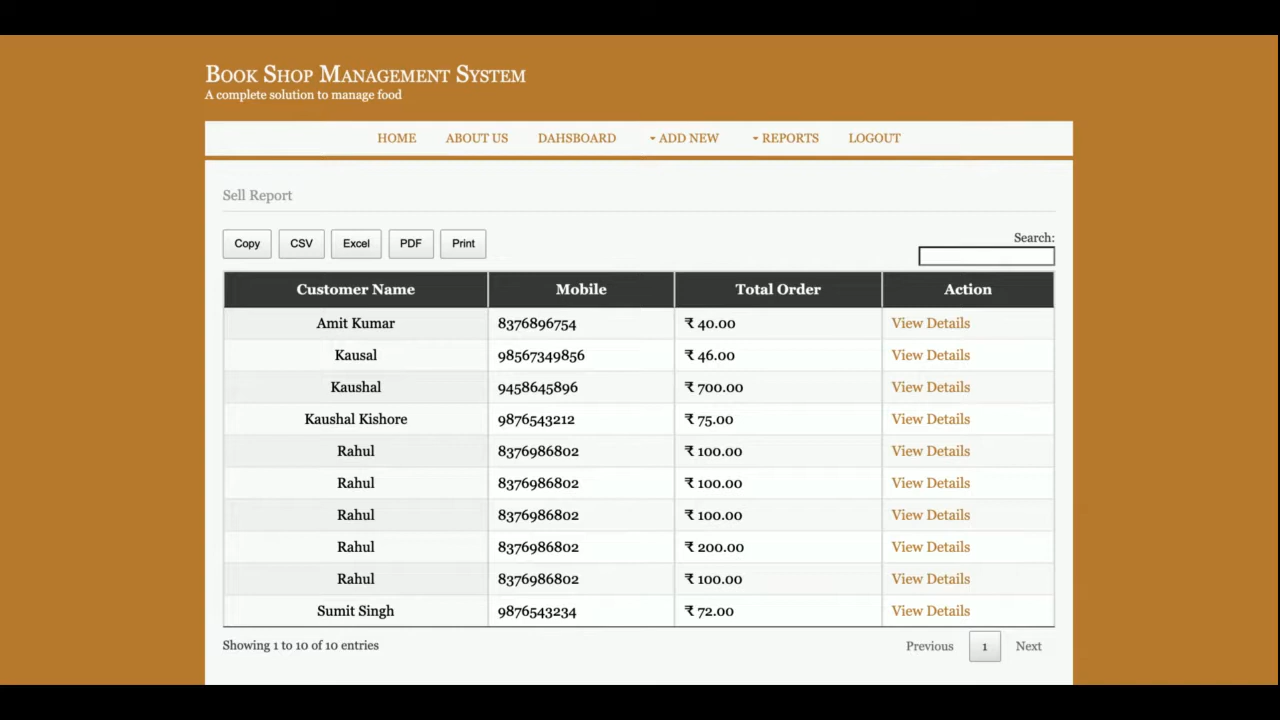 Book Shop Management System
A complete solution to manage food
HOME ABOUT US DAHSBOARD ADD NEW REPORTS LOGOUT
Sell Report
Copy CSV Excel PDF Print Search:
Customer Name Mobile Total Order Action
Amit Kumar 8376896754 ₹ 40.00 View Details
Kausal 98567349856 ₹ 46.00 View Details
Kaushal 9458645896 ₹ 700.00 View Details
Kaushal Kishore 9876543212 ₹ 75.00 View Details
Rahul 8376986802 ₹ 100.00 View Details
Rahul 8376986802 ₹ 100.00 View Details
Rahul 8376986802 ₹ 100.00 View Details
Rahul 8376986802 ₹ 200.00 View Details
Rahul 8376986802 ₹ 100.00 View Details
Sumit Singh 9876543234 ₹ 72.00 View Details
Showing 1 to 10 of 10 entries Previous 1 Next